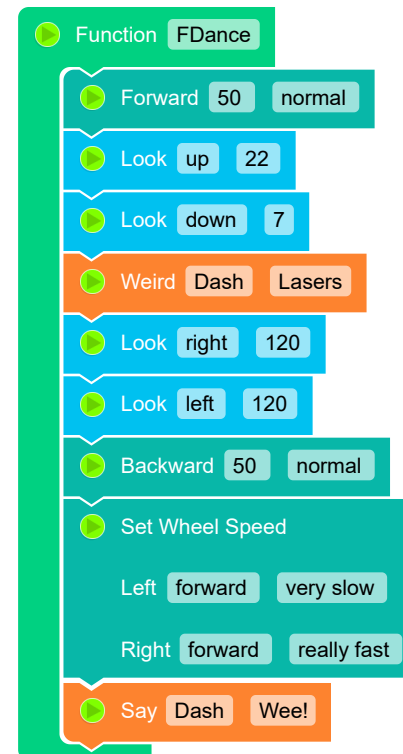 Function FDance
Forward 50 normal
Look up 22
Look down 7
Weird Dash Lasers
Look right 120
Look left 120
Backward 50 normal
Set Wheel Speed
Left forward very slow
Right forward really fast
Say Dash Wee!